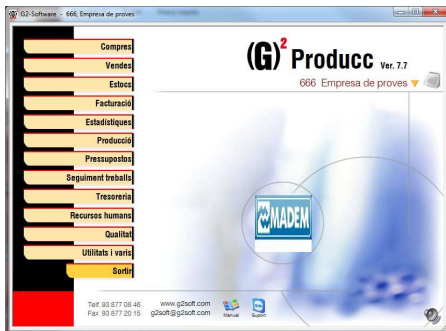 G2-Software - 666, Empresa de proves
Compres
Vendes
Estocs
Facturació
Estadístiques
Producció
Pressupostos
Seguiment treballs
Tresoreria
Recursos humans
Qualitat
Utilitats i varis
Sortir
(G)² Producc Ver. 7.7
666 Empresa de proves
MADEM
Telf. 93 877 08 46 www.g2soft.com
Fax 93 877 20 15 g2soft@g2soft.com
Manual Suport